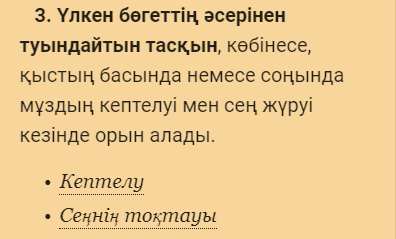 3. Үлкен бөгеттің әсерінен
туындайтын тасқын, көбінесе,
қыстың басында немесе соңында
мұздың кептелуі мен сең жүруі
кезінде орын алады.
• Кептелу
• Сеңнің тоқтауы